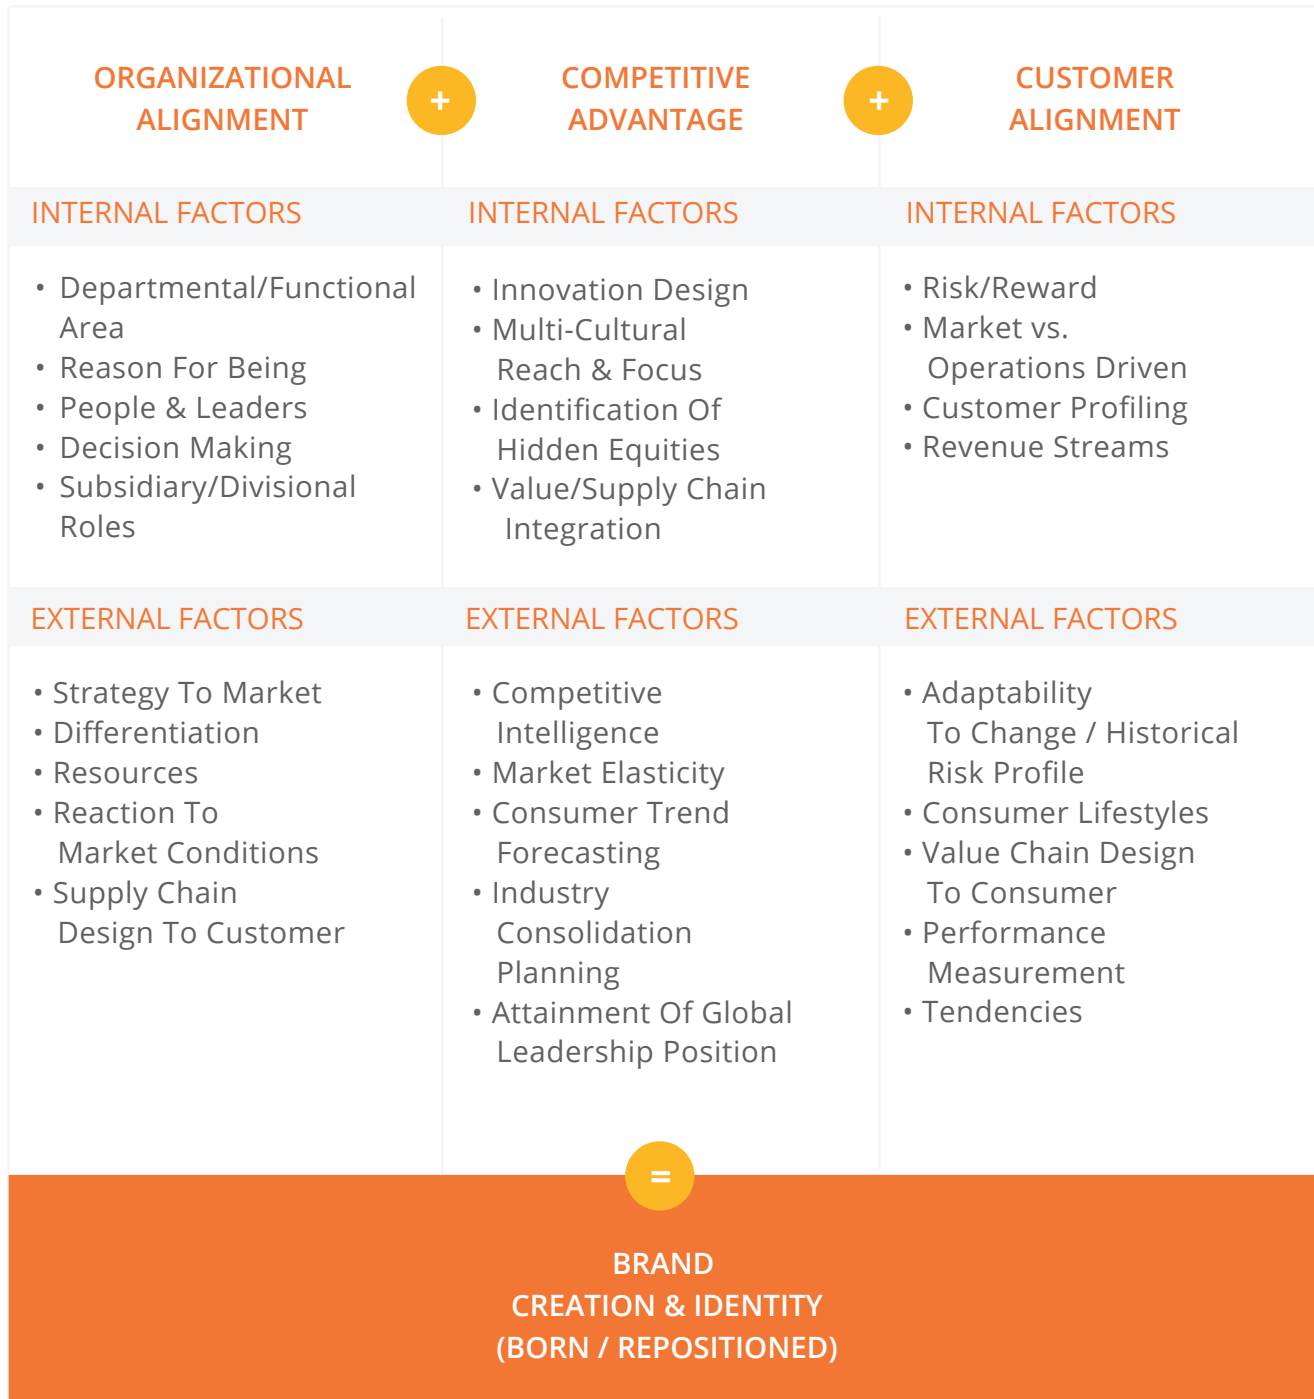 ORGANIZATIONAL
ALIGNMENT
+
COMPETITIVE
ADVANTAGE
+
CUSTOMER
ALIGNMENT
INTERNAL FACTORS
• Departmental/Functional
Area
• Reason For Being
• People & Leaders
• Decision Making
• Subsidiary/Divisional
Roles
INTERNAL FACTORS
• Innovation Design
• Multi-Cultural
Reach & Focus
• Identification Of
Hidden Equities
• Value/Supply Chain
Integration
INTERNAL FACTORS
• Risk/Reward
• Market vs.
Operations Driven
• Customer Profiling
• Revenue Streams
EXTERNAL FACTORS
• Strategy To Market
• Differentiation
• Resources
• Reaction To
Market Conditions
• Supply Chain
Design To Customer
EXTERNAL FACTORS
• Competitive
Intelligence
• Market Elasticity
• Consumer Trend
Forecasting
• Industry
Consolidation
Planning
• Attainment Of Global
Leadership Position
EXTERNAL FACTORS
• Adaptability
To Change / Historical
Risk Profile
• Consumer Lifestyles
• Value Chain Design
To Consumer
• Performance
Measurement
• Tendencies
=
BRAND
CREATION & IDENTITY
(BORN / REPOSITIONED)